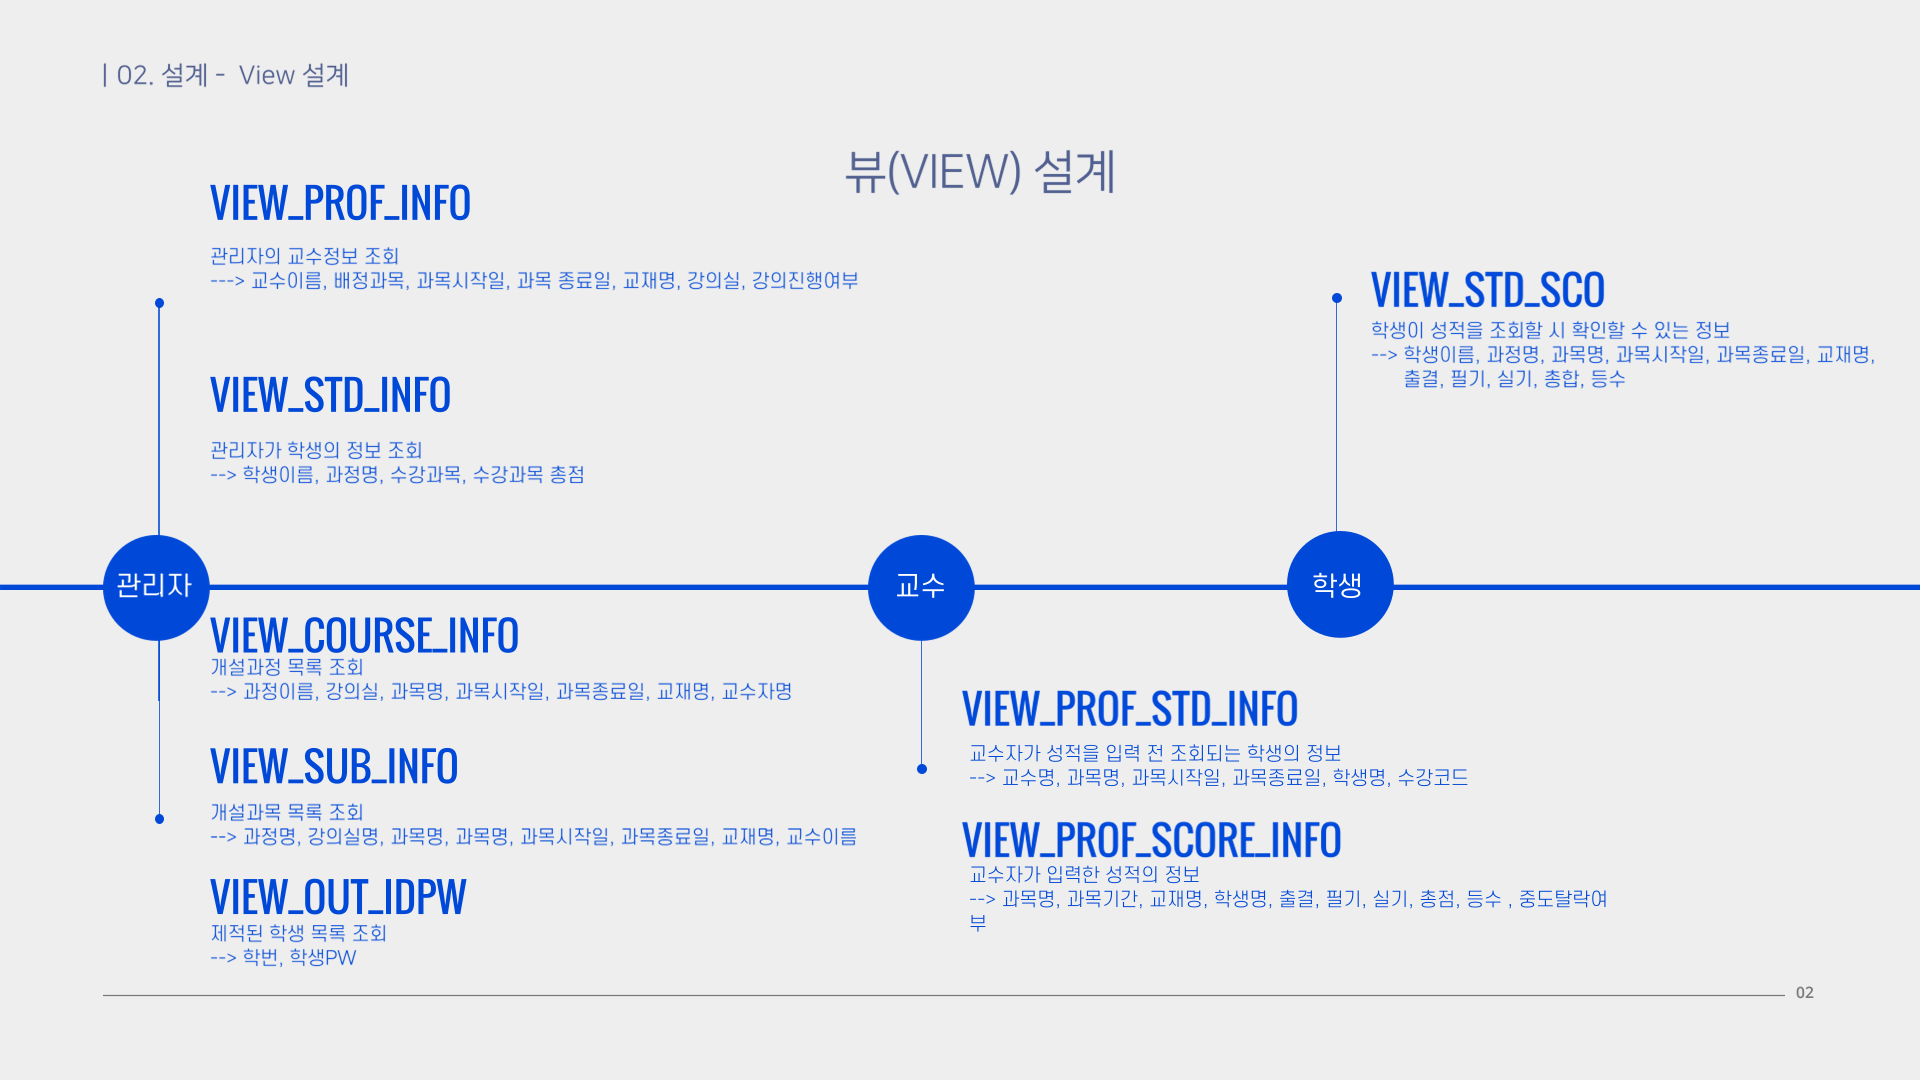 | 02. 설계 - View 설계
뷰(VIEW) 설계
VIEW_PROF_INFO
관리자의 교수정보 조회
---> 교수이름, 배정과목, 과목시작일, 과목 종료일, 교재명, 강의실, 강의진행여부
VIEW_STD_INFO
관리자가 학생의 정보 조회
--> 학생이름, 과정명, 수강과목, 수강과목 총점
관리자
VIEW_COURSE_INFO
개설과정 목록 조회
--> 과정이름, 강의실, 과목명, 과목시작일, 과목종료일, 교재명, 교수자명
VIEW_SUB_INFO
개설과목 목록 조회
--> 과정명, 강의실명, 과목명, 과목명, 과목시작일, 과목종료일, 교재명, 교수이름
VIEW_OUT_IDPW
제적된 학생 목록 조회
--> 학번, 학생PW
교수
VIEW_PROF_STD_INFO
교수자가 성적을 입력 전 조회되는 학생의 정보
--> 교수명, 과목명, 과목시작일, 과목종료일, 학생명, 수강코드
VIEW_PROF_SCORE_INFO
교수자가 입력한 성적의 정보
--> 과목명, 과목기간, 교재명, 학생명, 출결, 필기, 실기, 총점, 등수 , 중도탈락여
부
VIEW_STD_SCO
학생이 성적을 조회할 시 확인할 수 있는 정보
--> 학생이름, 과정명, 과목명, 과목시작일, 과목종료일, 교재명,
출결, 필기, 실기, 총합, 등수
학생
02